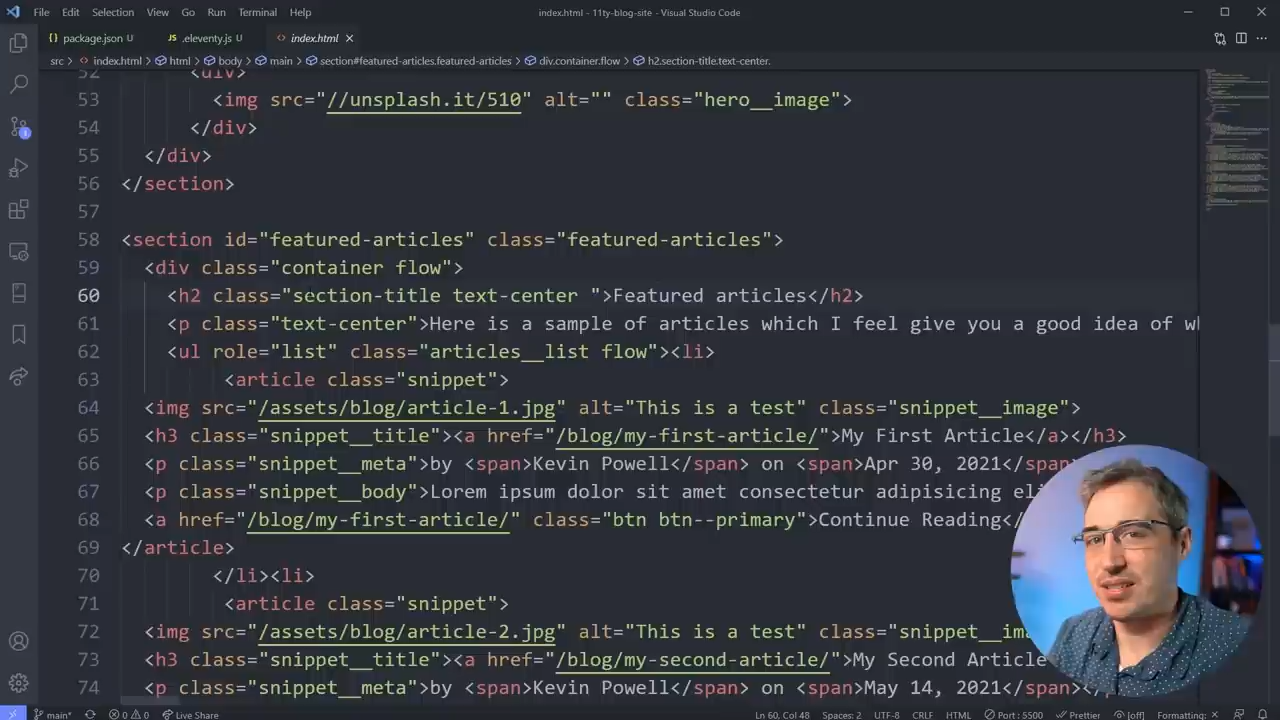 File Edit Selection View Go Run Terminal Help
index.html - 11ty-blog-site - Visual Studio Code
package.json U
JS .eleventy.js U
index.html
src > index.html > html > body > main > section#featured-articles.featured-articles > div.container.flow > h2.section-title.text-center.
52 <div>
53 <img src="//unsplash.it/510" alt="" class="hero__image">
54 </div>
55 </div>
56 </section>
57
58 <section id="featured-articles" class="featured-articles">
59 <div class="container flow">
60 <h2 class="section-title text-center ">Featured articles</h2>
61 <p class="text-center">Here is a sample of articles which I feel give you a good idea of
62 <ul role="list" class="articles__list flow"><li>
63 <article class="snippet">
64 <img src="/assets/blog/article-1.jpg" alt="This is a test" class="snippet__image">
65 <h3 class="snippet__title"><a href="/blog/my-first-article/">My First Article</a></h3>
66 <p class="snippet__meta">by <span>Kevin Powell</span> on <span>Apr 30, 2021</span>
67 <p class="snippet__body">Lorem ipsum dolor sit amet consectetur adipisicing
68 <a href="/blog/my-first-article/" class="btn btn--primary">Continue Reading</
69 </article>
70 </li><li>
71 <article class="snippet">
72 <img src="/assets/blog/article-2.jpg" alt="This is a test" class="snippet__ima
73 <h3 class="snippet__title"><a href="/blog/my-second-article/">My Second Article
74 <p class="snippet__meta">by <span>Kevin Powell</span> on <span>May 14, 2021</span>
main* 0 0 Live Share
Ln 60, Col 48 Spaces: 2 UTF-8 CRLF HTML Port : 5500 Prettier [off] Formatting: